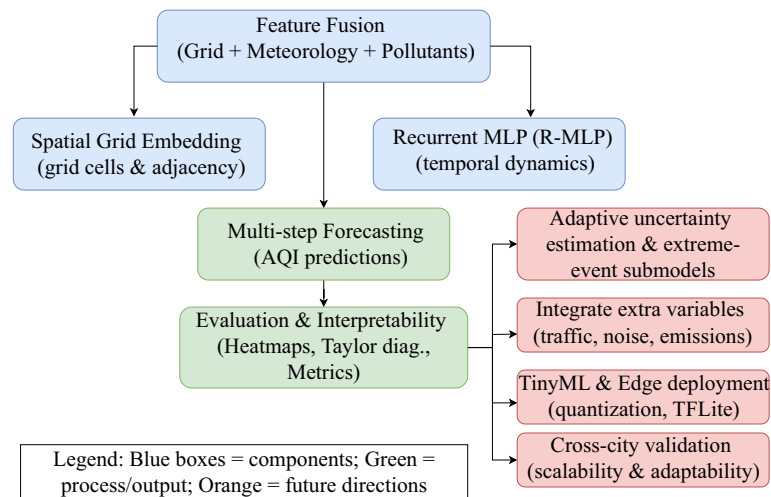 Feature Fusion
(Grid + Meteorology + Pollutants)
Spatial Grid Embedding
(grid cells & adjacency)
Recurrent MLP (R-MLP)
(temporal dynamics)
Multi-step Forecasting
(AQI predictions)
Adaptive uncertainty
estimation & extreme-
event submodels
Evaluation & Interpretability
(Heatmaps, Taylor diag.,
Metrics)
Integrate extra variables
(traffic, noise, emissions)
TinyML & Edge deployment
(quantization, TFLite)
Cross-city validation
(scalability & adaptability)
Legend: Blue boxes = components; Green =
process/output; Orange = future directions